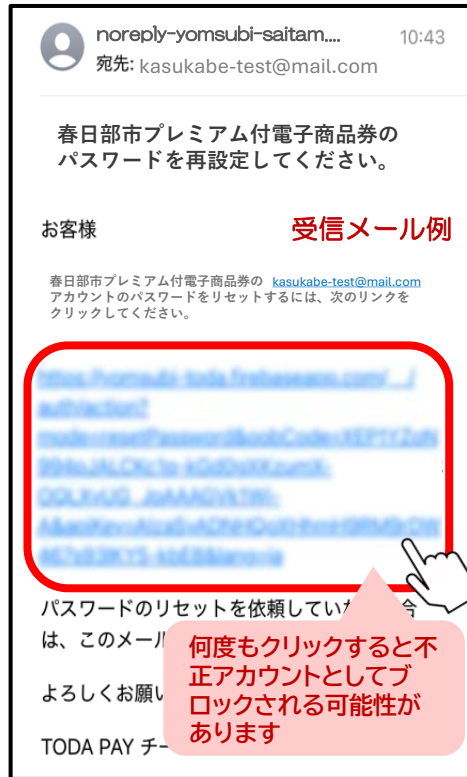 noreply-yomsubi-saitam....
10:43
宛先: kasukabe-test@mail.com
春日部市プレミアム付電子商品券の
パスワードを再設定してください。
お客様
受信メール例
春日部市プレミアム付電子商品券の kasukabe-test@mail.com
アカウントのパスワードをリセットするには、次のリンクを
クリックしてください。
パスワードのリセットを依頼してい
合
は、このメール
何度もクリックすると不
正アカウントとしてブ
ロックされる可能性が
あります
よろしくお願い
TODA PAY チー